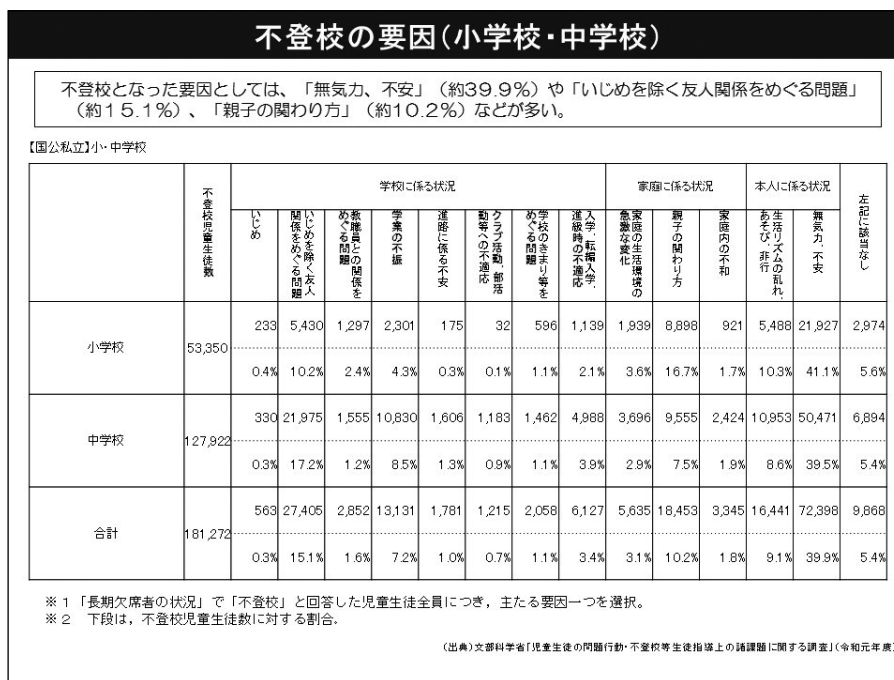 不登校の要因(小学校・中学校)
不登校となった要因としては、「無気力、不安」(約39.9%)や「いじめを除く友人関係をめぐる問題」
(約15.1%)、「親子の関わり方」(約10.2%)などが多い。
【国公私立】小・中学校
不登校児童生徒数
学校に係る状況
家庭に係る状況
本人に係る状況
左記に該当なし
いじめ
いじめを除く友人
関係をめぐる問題
教職員との関係を
めぐる問題
学業の不振
進路に係る不安
クラブ活動、部活
動等への不適応
学校のきまり等を
めぐる問題
入学、転編入学、
進級時の不適応
家庭の生活環境の
急激な変化
親子の関わり方
家庭内の不和
生活リズムの乱れ、
あそび、非行
無気力、不安
小学校 53,350
233 5,430 1,297 2,301 175 32 596 1,139 1,939 8,898 921 5,488 21,927 2,974
0.4% 10.2% 2.4% 4.3% 0.3% 0.1% 1.1% 2.1% 3.6% 16.7% 1.7% 10.3% 41.1% 5.6%
中学校 127,922
330 21,975 1,555 10,830 1,606 1,183 1,462 4,988 3,696 9,555 2,424 10,953 50,471 6,894
0.3% 17.2% 1.2% 8.5% 1.3% 0.9% 1.1% 3.9% 2.9% 7.5% 1.9% 8.6% 39.5% 5.4%
合計 181,272
563 27,405 2,852 13,131 1,781 1,215 2,058 6,127 5,635 18,453 3,345 16,441 72,398 9,868
0.3% 15.1% 1.6% 7.2% 1.0% 0.7% 1.1% 3.4% 3.1% 10.2% 1.8% 9.1% 39.9% 5.4%
※1 「長期欠席者の状況」で「不登校」と回答した児童生徒全員につき,主たる要因一つを選択。
※2 下段は,不登校児童生徒数に対する割合。
(出典)文部科学省「児童生徒の問題行動・不登校等生徒指導上の諸課題に関する調査」(令和元年度)